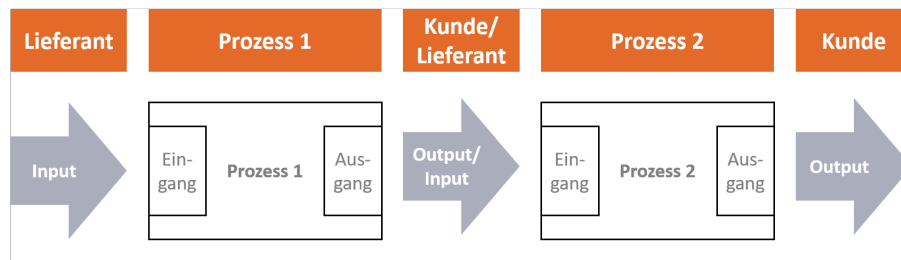 Lieferant
Prozess 1
Kunde/
Lieferant
Prozess 2
Kunde
Input
Ein-
gang
Prozess 1
Aus-
gang
Output/
Input
Ein-
gang
Prozess 2
Aus-
gang
Output